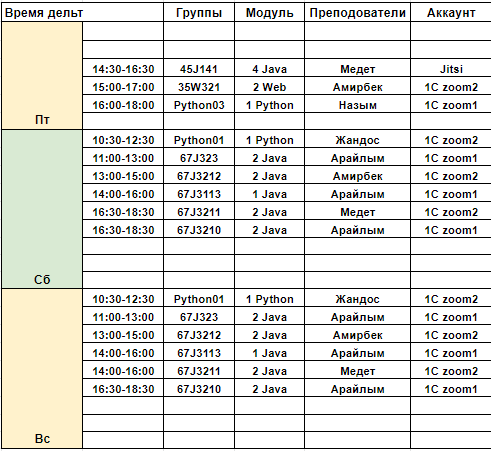 Время дельт Группы Модуль Преподователи Аккаунт
14:30-16:30 45J141 4 Java Медет Jitsi
15:00-17:00 35W321 2 Web Амирбек 1C zoom2
16:00-18:00 Python03 1 Python Назым 1C zoom1
Пт
10:30-12:30 Python01 1 Python Жандос 1C zoom2
11:00-13:00 67J323 2 Java Арайлым 1C zoom1
13:00-15:00 67J3212 2 Java Амирбек 1C zoom2
14:00-16:00 67J3113 1 Java Арайлым 1C zoom1
16:30-18:30 67J3211 2 Java Медет 1C zoom2
16:30-18:30 67J3210 2 Java Арайлым 1C zoom1
Сб
10:30-12:30 Python01 1 Python Жандос 1C zoom2
11:00-13:00 67J323 2 Java Арайлым 1C zoom1
13:00-15:00 67J3212 2 Java Амирбек 1C zoom2
14:00-16:00 67J3113 1 Java Арайлым 1C zoom1
14:00-16:00 67J3211 2 Java Медет 1C zoom2
16:30-18:30 67J3210 2 Java Арайлым 1C zoom1
Вс